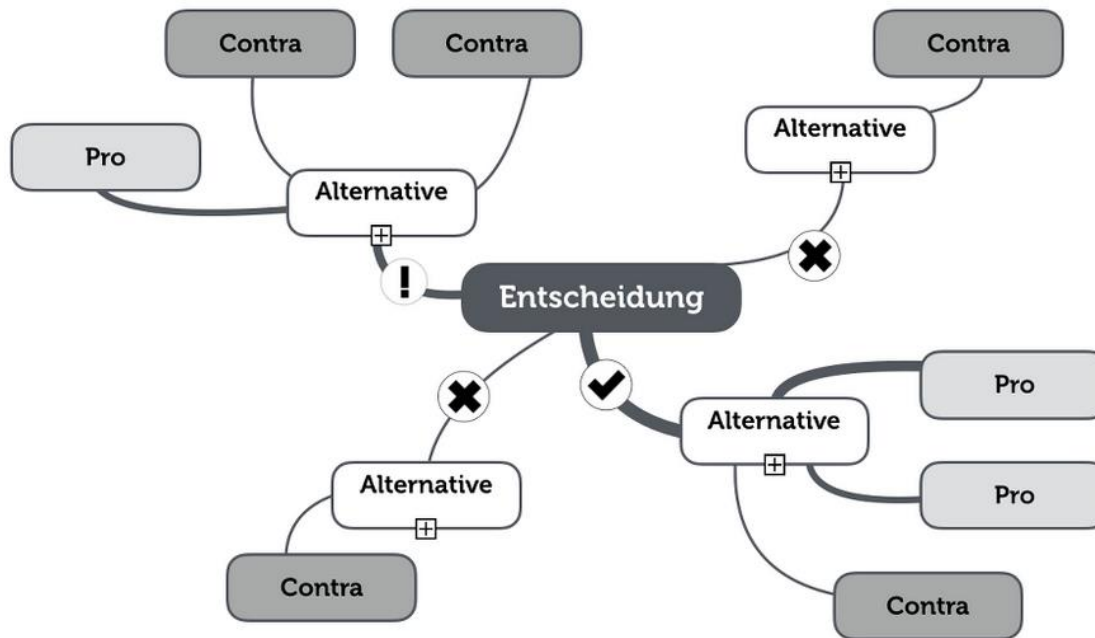 Contra
Contra
Contra
Alternative
Pro
Alternative
!
Entscheidung
Pro
Alternative
Alternative
Pro
Contra
Contra